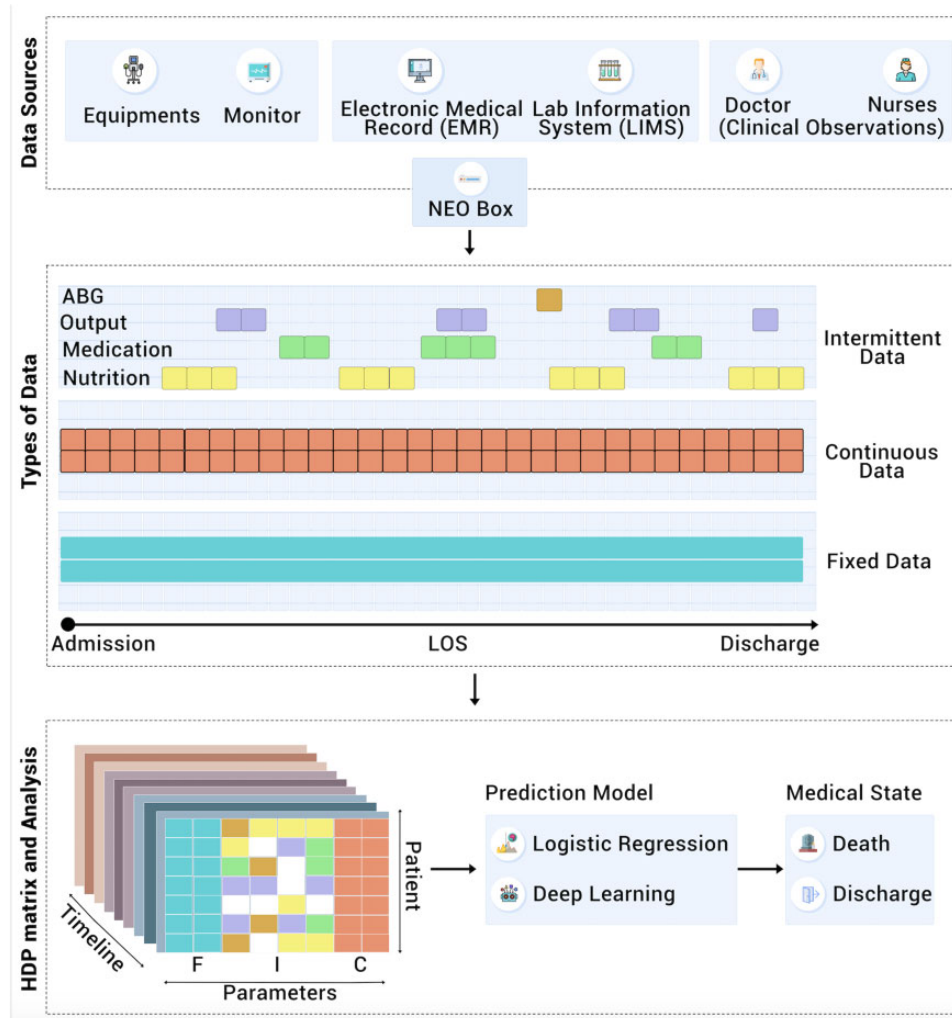 Data Sources
Equipments
Monitor
Electronic Medical
Record (EMR)
Lab Information
System (LIMS)
Doctor
Nurses
(Clinical Observations)
NEO Box
Types of Data
ABG
Output
Medication
Nutrition
Intermittent
Data
Continuous
Data
Fixed Data
Admission
LOS
Discharge
HDP matrix and Analysis
Timeline
Patient
F
I
C
Parameters
Prediction Model
Logistic Regression
Deep Learning
Medical State
Death
Discharge